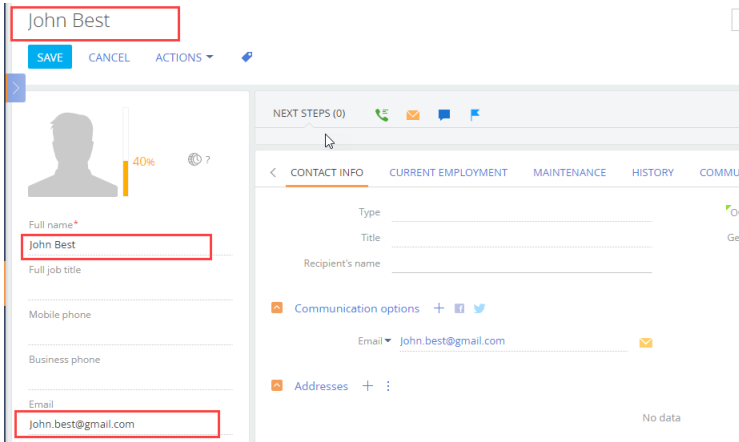 John Best
SAVE CANCEL ACTIONS
NEXT STEPS (0)
40% ?
CONTACT INFO CURRENT EMPLOYMENT MAINTENANCE HISTORY COMMU
Full name*
John Best
Type
Title
Recipient's name
Full job title
Mobile phone
Communication options
Email John.best@gmail.com
Business phone
Addresses
Email
John.best@gmail.com
No data